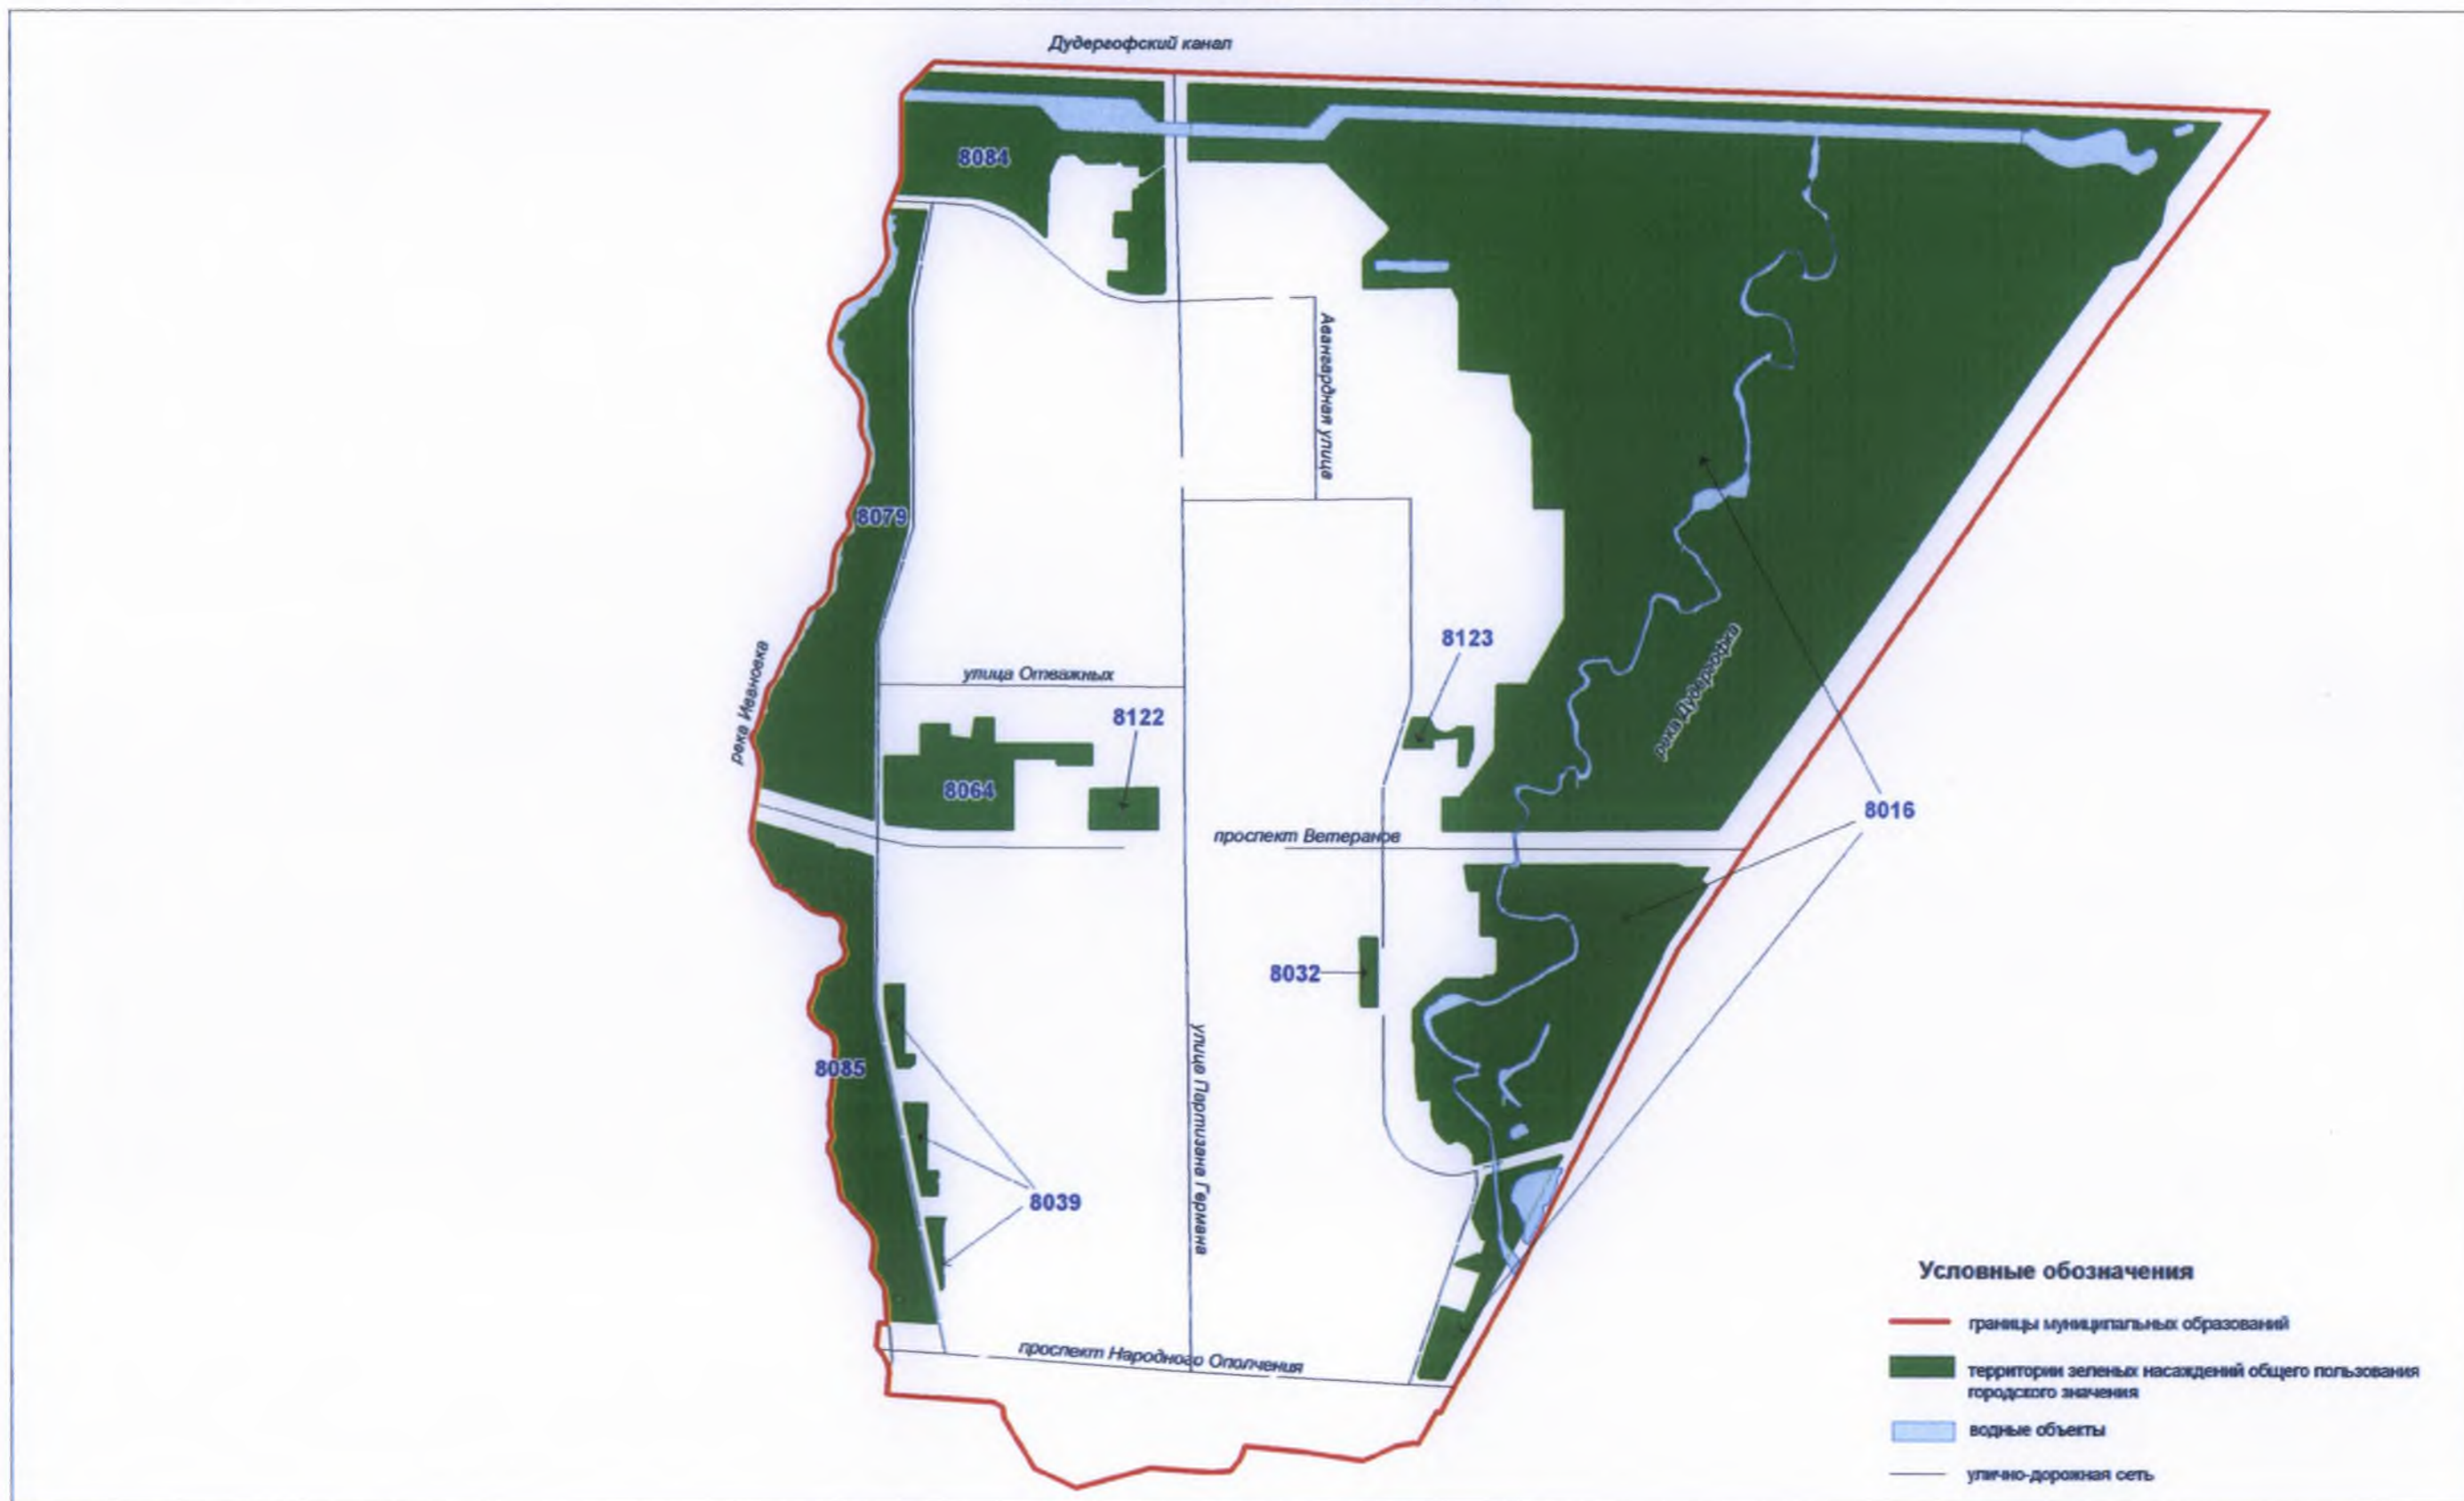 Дудергофский канал
8084
Авангардная улица
8079
8123
река Ивановка
улица Отважных
река Дудергофка
8122
8064
8016
проспект Ветеранов
8032
улица Партизана Германа
8085
8039
проспект Народного Ополчения
Условные обозначения
границы муниципальных образований
территории зеленых насаждений общего пользования
городского значения
водные объекты
улично-дорожная сеть